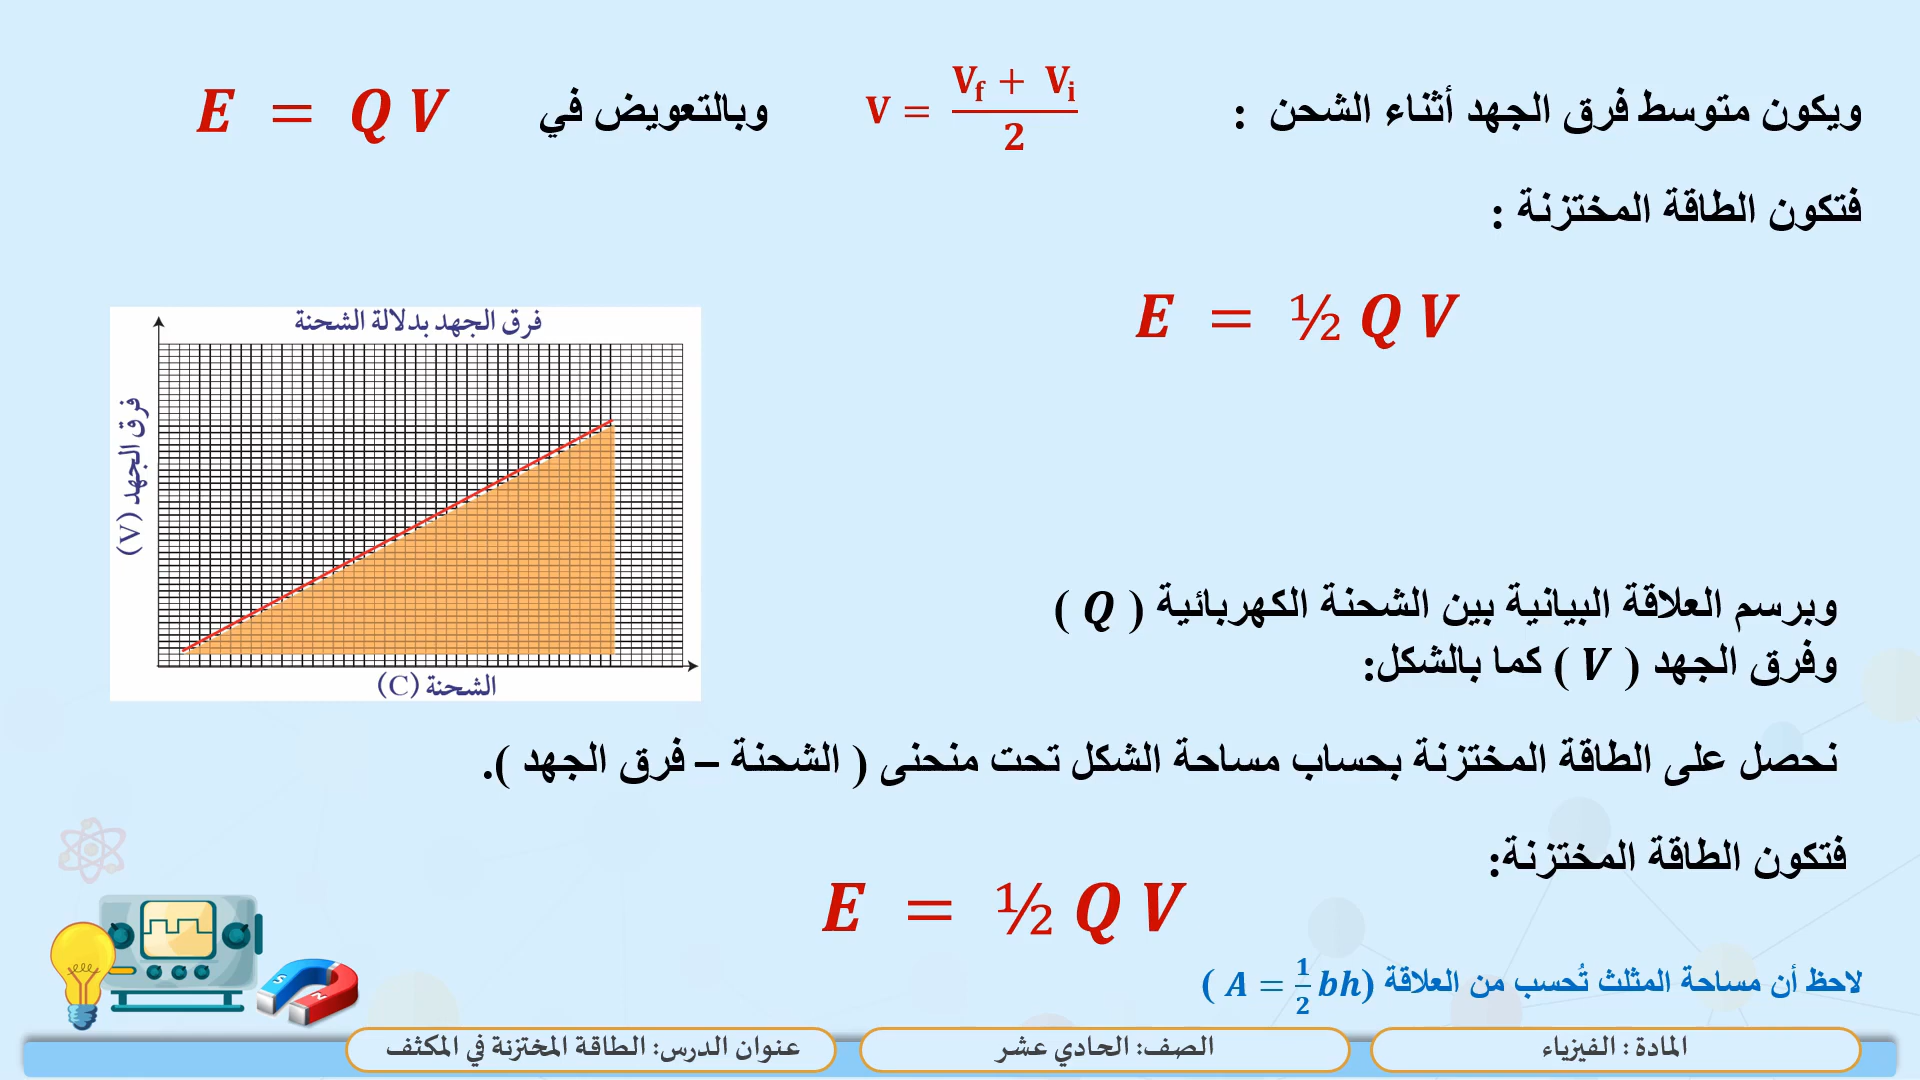 ويكون متوسط فرق الجهد أثناء الشحن : V = (V_f + V_i)/2 وبالتعويض في E = Q V
فتكون الطاقة المختزنة :
E = ½ Q V
فرق الجهد بدلالة الشحنة
فرق الجهد (V)
الشحنة (C)
وبرسم العلاقة البيانية بين الشحنة الكهربائية ( Q )
وفرق الجهد ( V ) كما بالشكل:
نحصل على الطاقة المختزنة بحساب مساحة الشكل تحت منحنى ( الشحنة – فرق الجهد ).
فتكون الطاقة المختزنة:
E = ½ Q V
لاحظ أن مساحة المثلث تُحسب من العلاقة (A = 1/2 bh )
S N
المادة : الفيزياء
الصف: الحادي عشر
عنوان الدرس: الطاقة المختزنة في المكثف